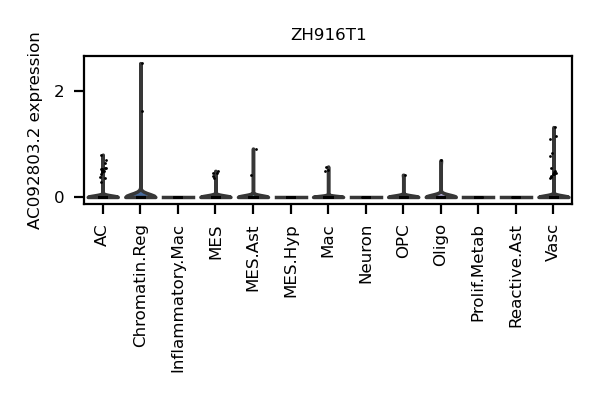 ZH916T1
AC092803.2 expression
2
0
AC
Chromatin.Reg
Inflammatory.Mac
MES
MES.Ast
MES.Hyp
Mac
Neuron
OPC
Oligo
Prolif.Metab
Reactive.Ast
Vasc